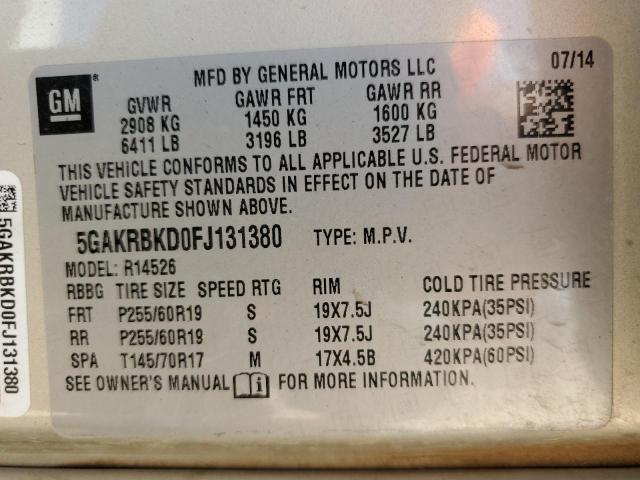 GM
®
MFD BY GENERAL MOTORS LLC
07/14
GVWR GAWR FRT GAWR RR
2908 KG 1450 KG 1600 KG
6411 LB 3196 LB 3527 LB
THIS VEHICLE CONFORMS TO ALL APPLICABLE U.S. FEDERAL MOTOR
VEHICLE SAFETY STANDARDS IN EFFECT ON THE DATE OF
MANUFACTURE SHOWN ABOVE.
5GAKRBKD0FJ131380 TYPE: M.P.V.
MODEL: R14526
RBBG TIRE SIZE SPEED RTG RIM COLD TIRE PRESSURE
FRT P255/60R19 S 19X7.5J 240KPA(35PSI)
RR P255/60R19 S 19X7.5J 240KPA(35PSI)
SPA T145/70R17 M 17X4.5B 420KPA(60PSI)
SEE OWNER'S MANUAL i FOR MORE INFORMATION.
5GAKRBKD0FJ131380